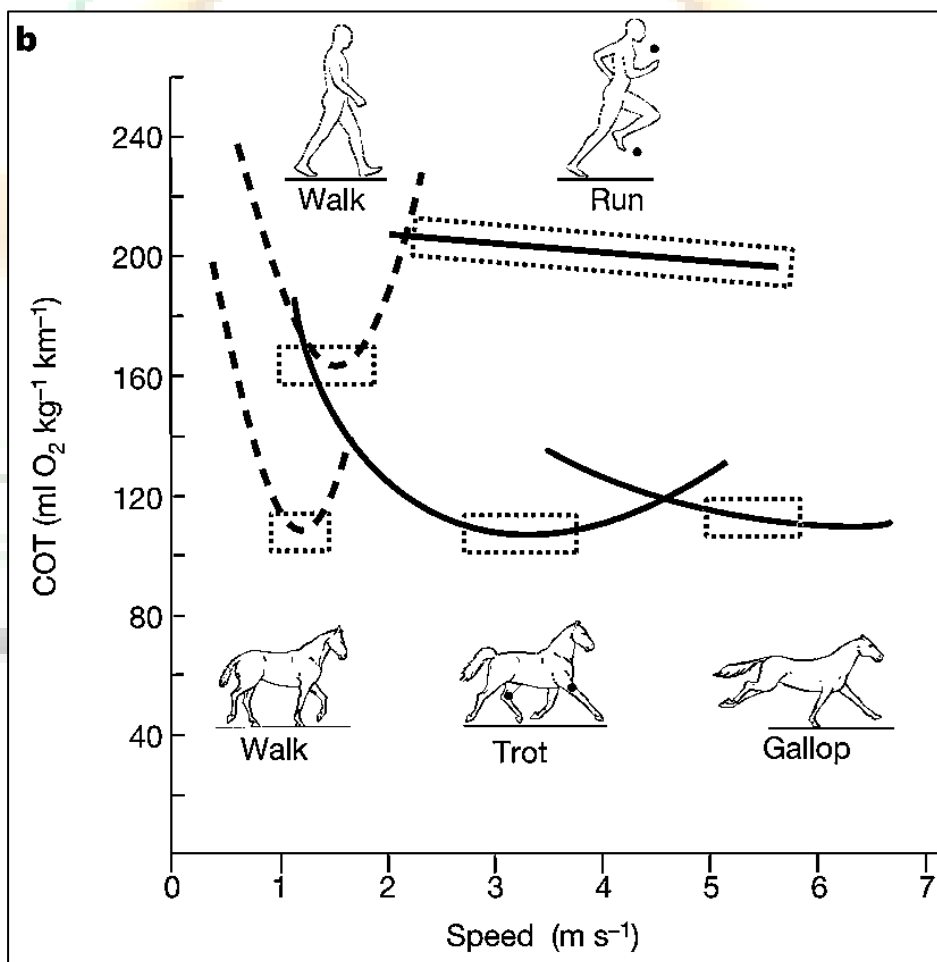 b
Walk
Run
240
200
160
120
80
40
COT (ml O₂ kg⁻¹ km⁻¹)
Walk
Trot
Gallop
0 1 2 3 4 5 6 7
Speed (m s⁻¹)